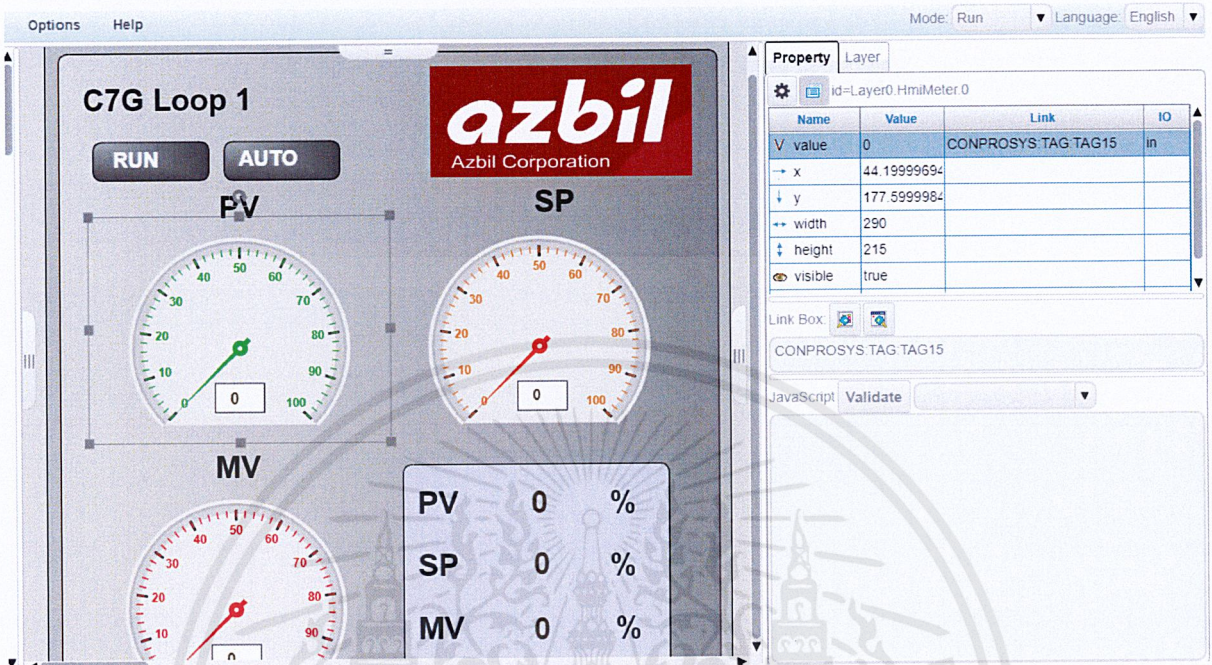 Options Help
Mode: Run ▼ Language: English ▼
C7G Loop 1
azbil
Azbil Corporation
RUN AUTO
PV
0 10 20 30 40 50 60 70 80 90 100
0
SP
0 10 20 30 40 50 60 70 80 90 100
0
MV
10 20 30 40 50 60 70 80 90
PV 0 %
SP 0 %
MV 0 %
Property Layer
id=Layer0.HmiMeter.0
Name Value Link IO
V value 0 CONPROSYS:TAG:TAG15 in
x 44.19999694
y 177.5999984
width 290
height 215
visible true
Link Box:
CONPROSYS:TAG:TAG15
JavaScript Validate